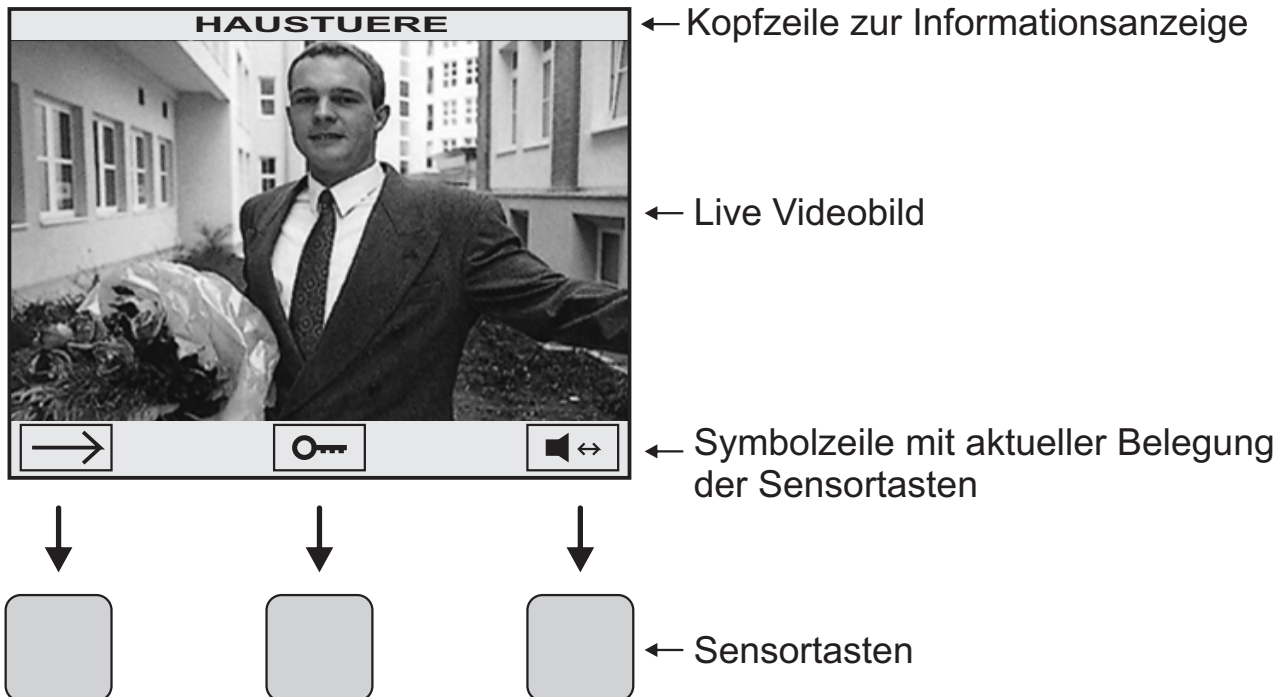 HAUSTUERE
Kopfzeile zur Informationsanzeige
Live Videobild
Symbolzeile mit aktueller Belegung
der Sensortasten
Sensortasten